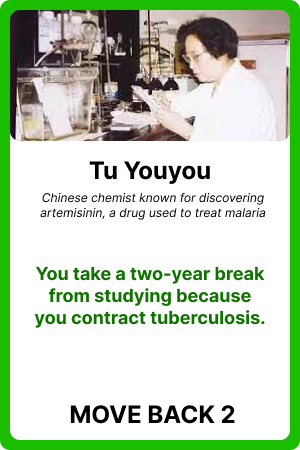 Tu Youyou
Chinese chemist known for discovering
artemisinin, a drug used to treat malaria
You take a two-year break
from studying because
you contract tuberculosis.
MOVE BACK 2